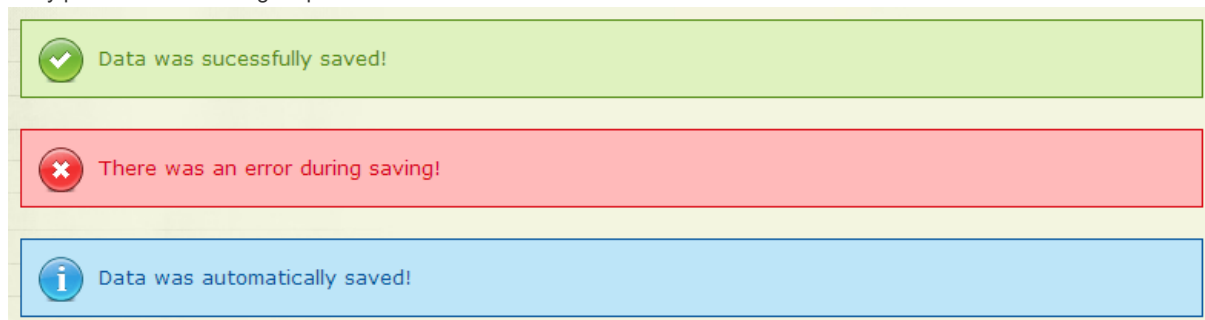 Data was sucessfully saved!
There was an error during saving!
Data was automatically saved!